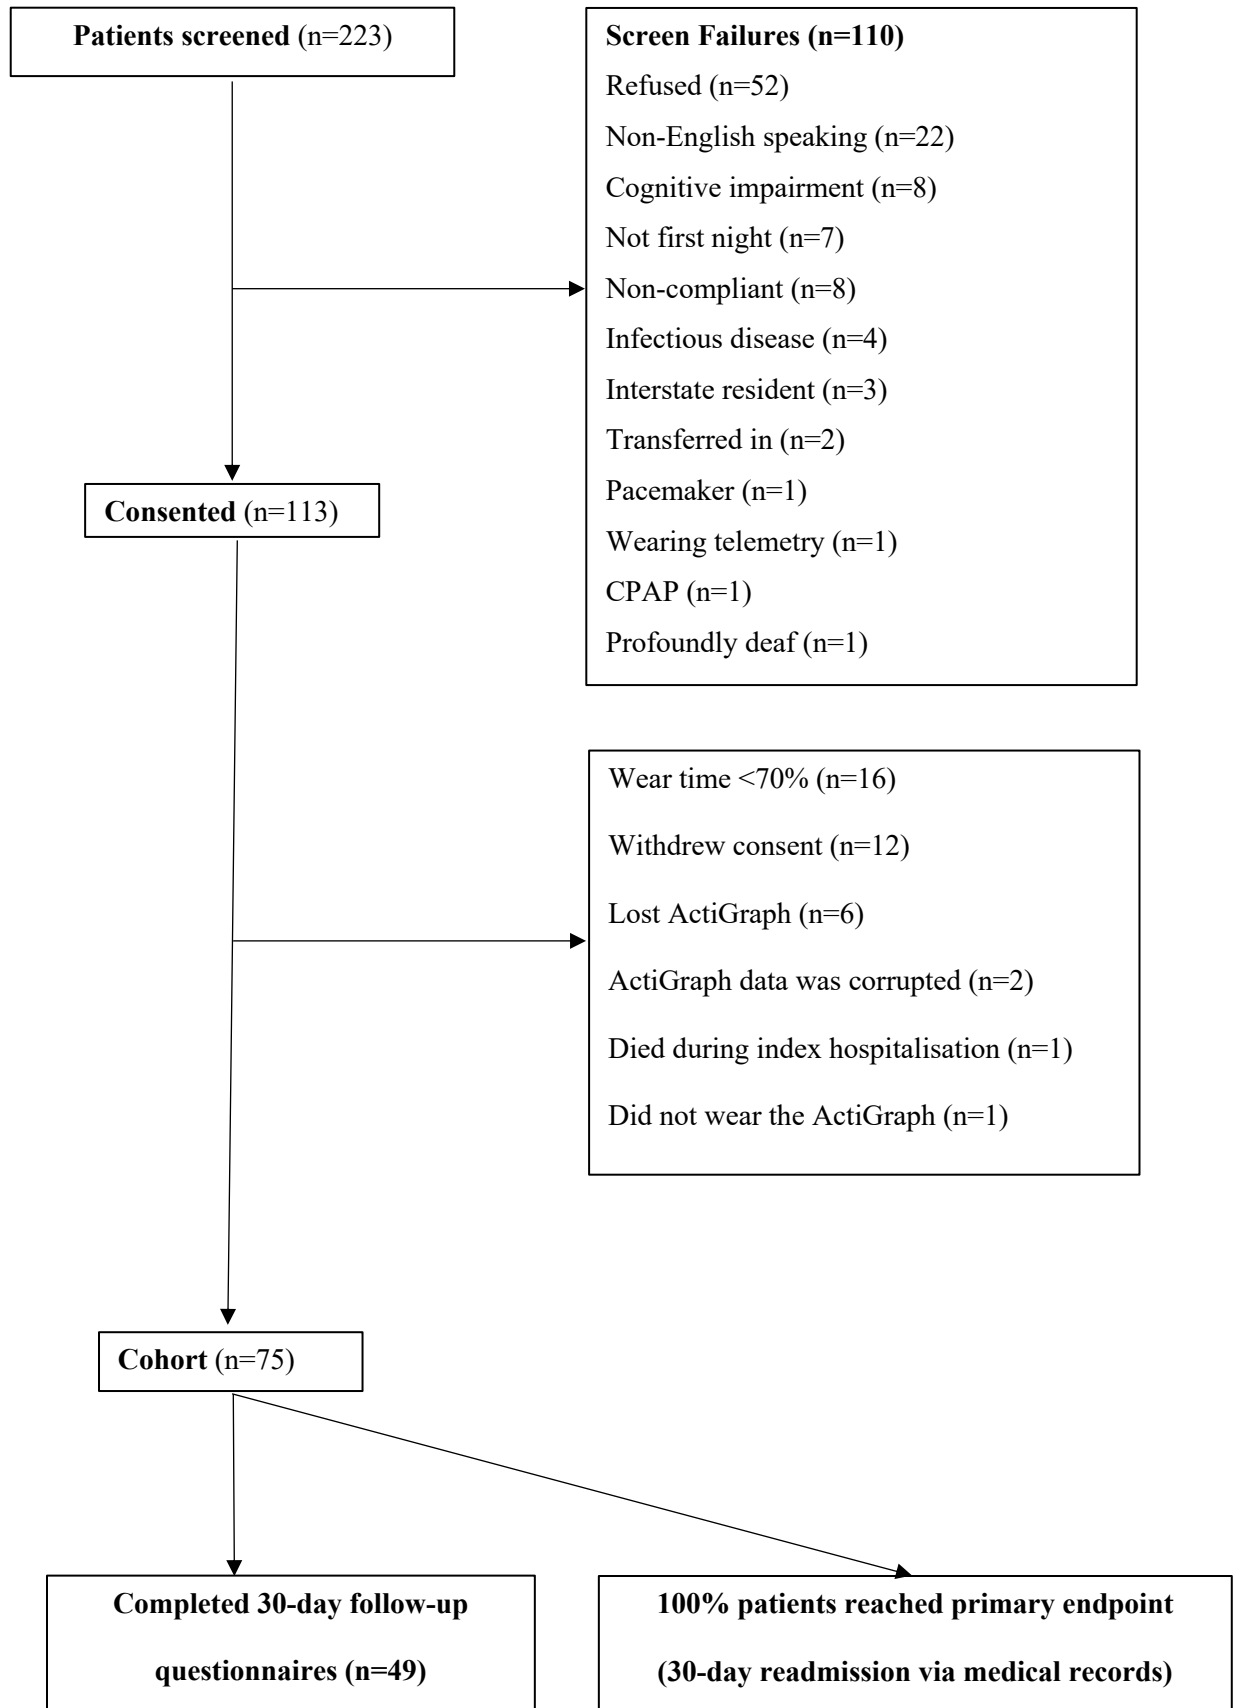 Patients screened (n=223)
Screen Failures (n=110)
Refused (n=52)
Non-English speaking (n=22)
Cognitive impairment (n=8)
Not first night (n=7)
Non-compliant (n=8)
Infectious disease (n=4)
Interstate resident (n=3)
Transferred in (n=2)
Pacemaker (n=1)
Wearing telemetry (n=1)
CPAP (n=1)
Profoundly deaf (n=1)
Consented (n=113)
Wear time <70% (n=16)
Withdrew consent (n=12)
Lost ActiGraph (n=6)
ActiGraph data was corrupted (n=2)
Died during index hospitalisation (n=1)
Did not wear the ActiGraph (n=1)
Cohort (n=75)
Completed 30-day follow-up
questionnaires (n=49)
100% patients reached primary endpoint
(30-day readmission via medical records)